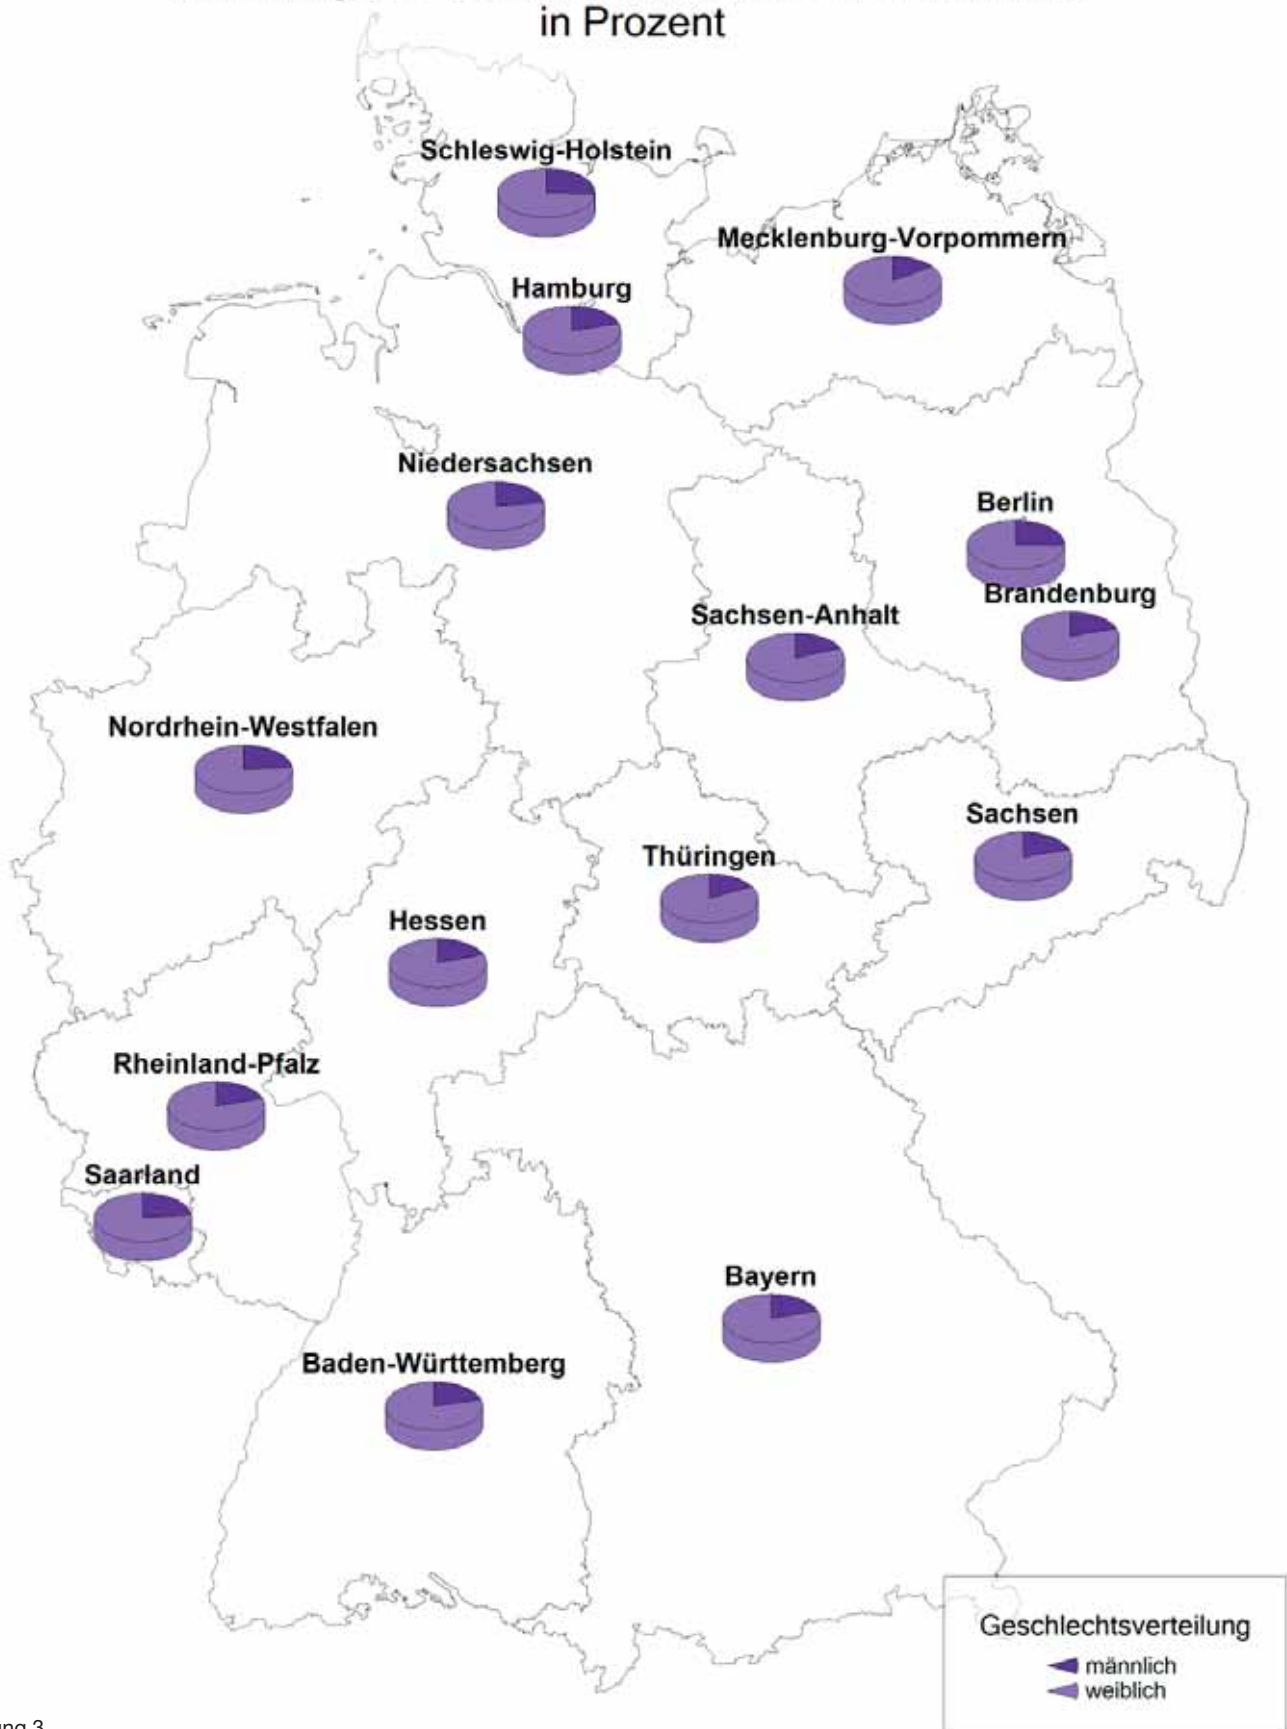 in Prozent
Schleswig-Holstein
Mecklenburg-Vorpommern
Hamburg
Niedersachsen
Berlin
Brandenburg
Sachsen-Anhalt
Nordrhein-Westfalen
Sachsen
Thüringen
Hessen
Rheinland-Pfalz
Saarland
Bayern
Baden-Württemberg
Geschlechtsverteilung
männlich
weiblich